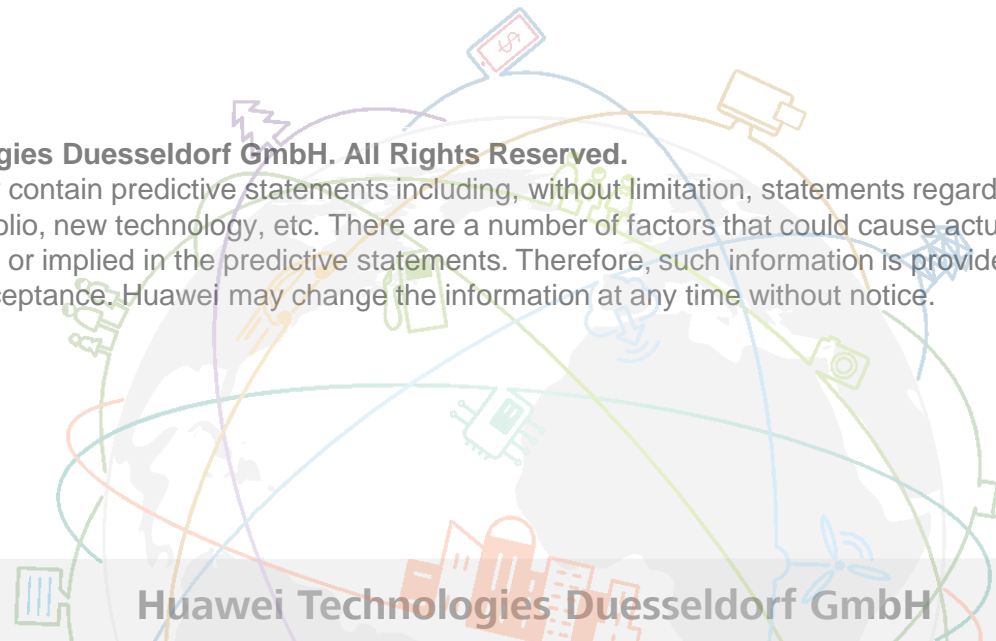 gies Duesseldorf GmbH. All Rights Reserved.
contain predictive statements including, without limitation, statements regard
olio, new technology, etc. There are a number of factors that could cause actu
or implied in the predictive statements. Therefore, such information is provide
ceptance. Huawei may change the information at any time without notice.
Huawei Technologies Duesseldorf GmbH